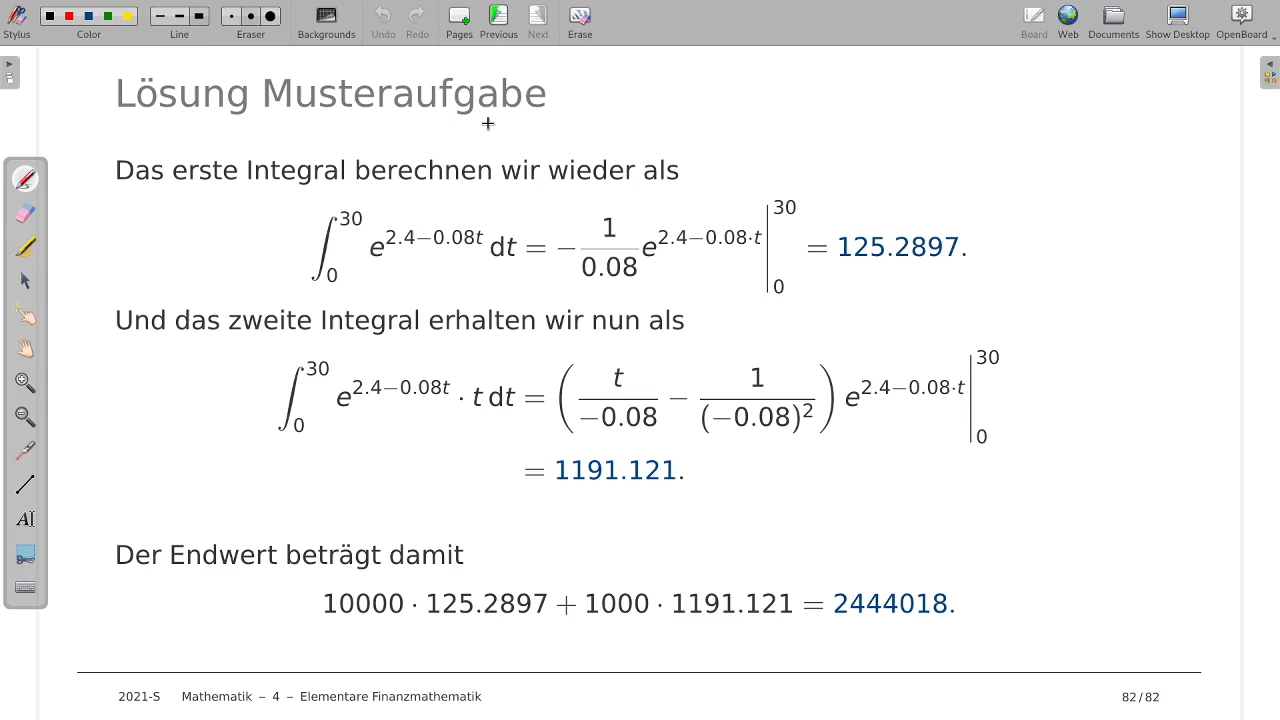 Stylus Color Line Eraser Backgrounds Undo Redo Pages Previous Next Erase Board Web Documents Show Desktop OpenBoard
Lösung Musteraufgabe
Das erste Integral berechnen wir wieder als
∫₀³⁰ e^{2.4−0.08t} dt = −\frac{1}{0.08} e^{2.4−0.08·t} |₀³⁰ = 125.2897.
Und das zweite Integral erhalten wir nun als
∫₀³⁰ e^{2.4−0.08t} · t dt = (\frac{t}{−0.08} − \frac{1}{(−0.08)²}) e^{2.4−0.08·t} |₀³⁰
= 1191.121.
Der Endwert beträgt damit
10000 · 125.2897 + 1000 · 1191.121 = 2444018.
2021-S Mathematik – 4 – Elementare Finanzmathematik 82/82